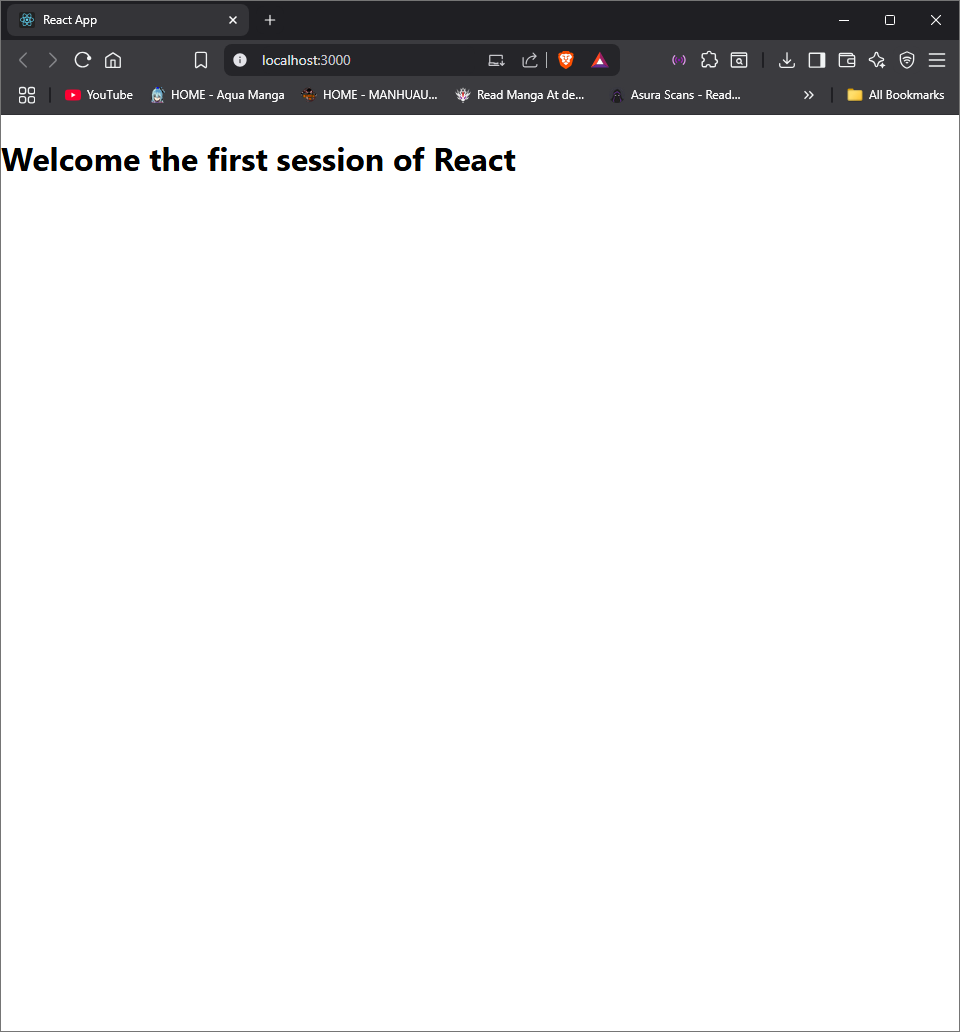 React App
localhost:3000
YouTube HOME - Aqua Manga HOME - MANHUAU... Read Manga At de... Asura Scans - Read... All Bookmarks
Welcome the first session of React